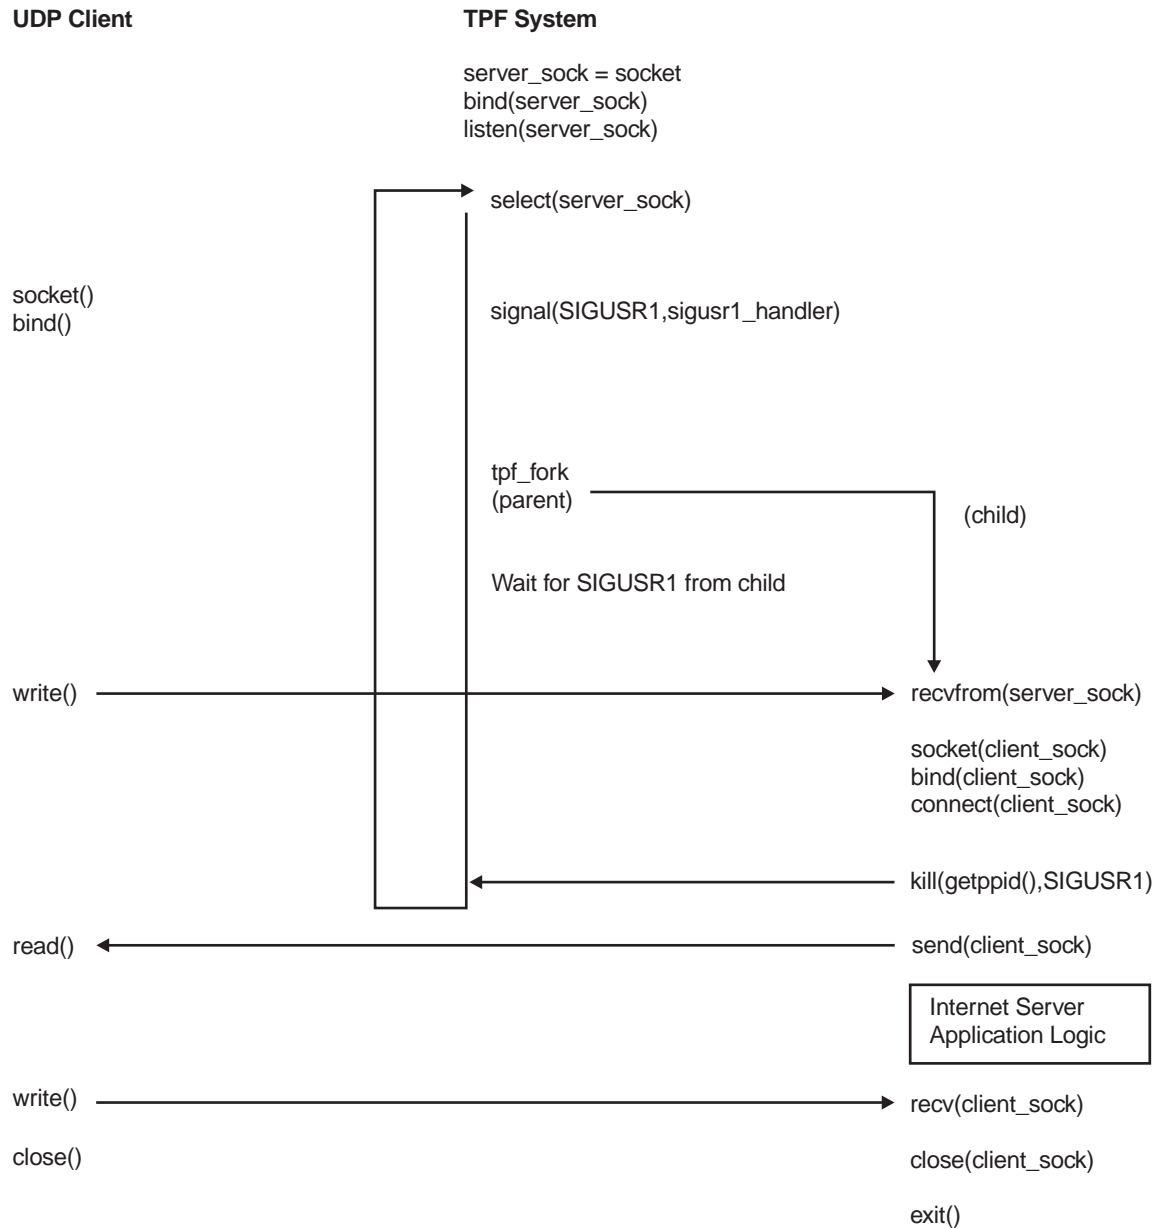 UDP Client
TPF System
server_sock = socket
bind(server_sock)
listen(server_sock)
select(server_sock)
socket()
bind()
signal(SIGUSR1,sigusr1_handler)
tpf_fork
(parent)
(child)
Wait for SIGUSR1 from child
write()
recvfrom(server_sock)
socket(client_sock)
bind(client_sock)
connect(client_sock)
kill(getppid(),SIGUSR1)
read()
send(client_sock)
Internet Server
Application Logic
write()
recv(client_sock)
close()
close(client_sock)
exit()